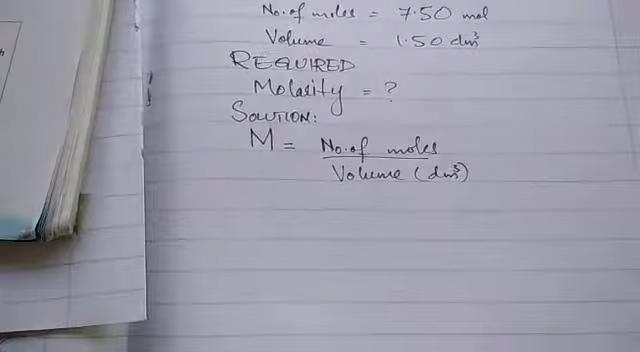 No. of moles = 7.50 mol
Volume = 1.50 dm³
REQUIRED
Molarity = ?
SOLUTION:
M = No. of moles
Volume (dm³)